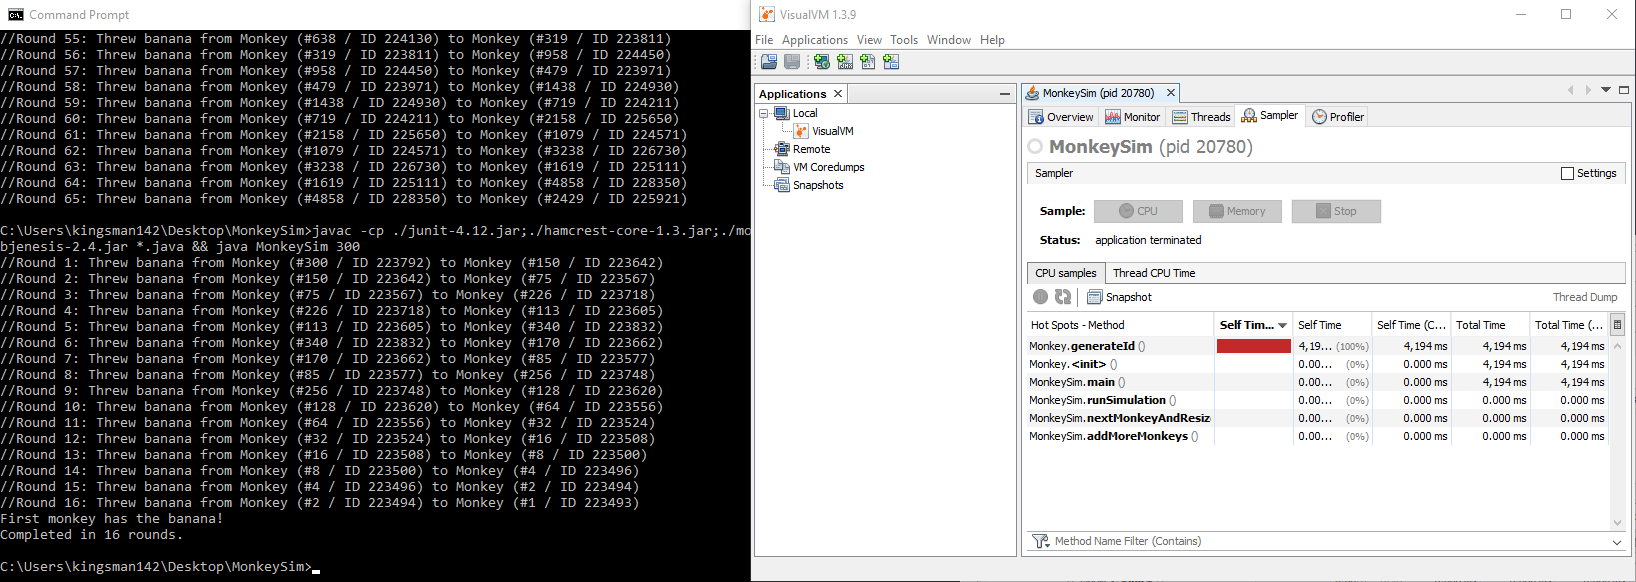 Command Prompt
//Round 55: Threw banana from Monkey (#638 / ID 224130) to Monkey (#319 / ID 223811)
//Round 56: Threw banana from Monkey (#319 / ID 223811) to Monkey (#958 / ID 224450)
//Round 57: Threw banana from Monkey (#958 / ID 224450) to Monkey (#479 / ID 223971)
//Round 58: Threw banana from Monkey (#479 / ID 223971) to Monkey (#1438 / ID 224930)
//Round 59: Threw banana from Monkey (#1438 / ID 224930) to Monkey (#719 / ID 224211)
//Round 60: Threw banana from Monkey (#719 / ID 224211) to Monkey (#2158 / ID 225650)
//Round 61: Threw banana from Monkey (#2158 / ID 225650) to Monkey (#1079 / ID 224571)
//Round 62: Threw banana from Monkey (#1079 / ID 224571) to Monkey (#3238 / ID 226730)
//Round 63: Threw banana from Monkey (#3238 / ID 226730) to Monkey (#1619 / ID 225111)
//Round 64: Threw banana from Monkey (#1619 / ID 225111) to Monkey (#4858 / ID 228350)
//Round 65: Threw banana from Monkey (#4858 / ID 228350) to Monkey (#2429 / ID 225921)
C:\Users\kingsman142\Desktop\MonkeySim>javac -cp ./junit-4.12.jar;./hamcrest-core-1.3.jar;./mo
bjenesis-2.4.jar *.java && java MonkeySim 300
//Round 1: Threw banana from Monkey (#300 / ID 223792) to Monkey (#150 / ID 223642)
//Round 2: Threw banana from Monkey (#150 / ID 223642) to Monkey (#75 / ID 223567)
//Round 3: Threw banana from Monkey (#75 / ID 223567) to Monkey (#226 / ID 223718)
//Round 4: Threw banana from Monkey (#226 / ID 223718) to Monkey (#113 / ID 223605)
//Round 5: Threw banana from Monkey (#113 / ID 223605) to Monkey (#340 / ID 223832)
//Round 6: Threw banana from Monkey (#340 / ID 223832) to Monkey (#170 / ID 223662)
//Round 7: Threw banana from Monkey (#170 / ID 223662) to Monkey (#85 / ID 223577)
//Round 8: Threw banana from Monkey (#85 / ID 223577) to Monkey (#256 / ID 223748)
//Round 9: Threw banana from Monkey (#256 / ID 223748) to Monkey (#128 / ID 223620)
//Round 10: Threw banana from Monkey (#128 / ID 223620) to Monkey (#64 / ID 223556)
//Round 11: Threw banana from Monkey (#64 / ID 223556) to Monkey (#32 / ID 223524)
//Round 12: Threw banana from Monkey (#32 / ID 223524) to Monkey (#16 / ID 223508)
//Round 13: Threw banana from Monkey (#16 / ID 223508) to Monkey (#8 / ID 223500)
//Round 14: Threw banana from Monkey (#8 / ID 223500) to Monkey (#4 / ID 223496)
//Round 15: Threw banana from Monkey (#4 / ID 223496) to Monkey (#2 / ID 223494)
//Round 16: Threw banana from Monkey (#2 / ID 223494) to Monkey (#1 / ID 223493)
First monkey has the banana!
Completed in 16 rounds.
C:\Users\kingsman142\Desktop\MonkeySim>
VisualVM 1.3.9
File Applications View Tools Window Help
Applications
Local
VisualVM
Remote
VM Coredumps
Snapshots
MonkeySim (pid 20780)
Overview Monitor Threads Sampler Profiler
MonkeySim (pid 20780)
Sampler Settings
Sample: CPU Memory Stop
Status: application terminated
CPU samples Thread CPU Time
Snapshot Thread Dump
Hot Spots - Method Self Tim... Self Time Self Time (C... Total Time Total Time (...
Monkey.generateId () 4,19... (100%) 4,194 ms 4,194 ms 4,194 ms
Monkey.<init> () 0.00... (0%) 0.000 ms 4,194 ms 4,194 ms
MonkeySim.main () 0.00... (0%) 0.000 ms 4,194 ms 4,194 ms
MonkeySim.runSimulation () 0.00... (0%) 0.000 ms 0.000 ms 0.000 ms
MonkeySim.nextMonkeyAndResize 0.00... (0%) 0.000 ms 0.000 ms 0.000 ms
MonkeySim.addMoreMonkeys () 0.00... (0%) 0.000 ms 0.000 ms 0.000 ms
Method Name Filter (Contains)